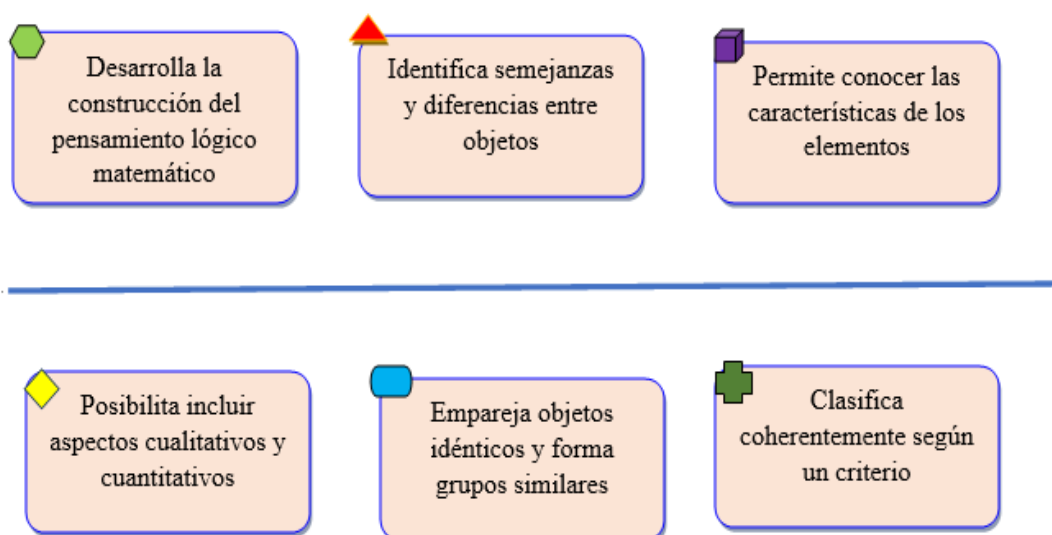 Desarrolla la
construcción del
pensamiento lógico
matemático
Identifica semejanzas
y diferencias entre
objetos
Permite conocer las
características de los
elementos
Posibilita incluir
aspectos cualitativos y
cuantitativos
Empareja objetos
idénticos y forma
grupos similares
Clasifica
coherentemente según
un criterio